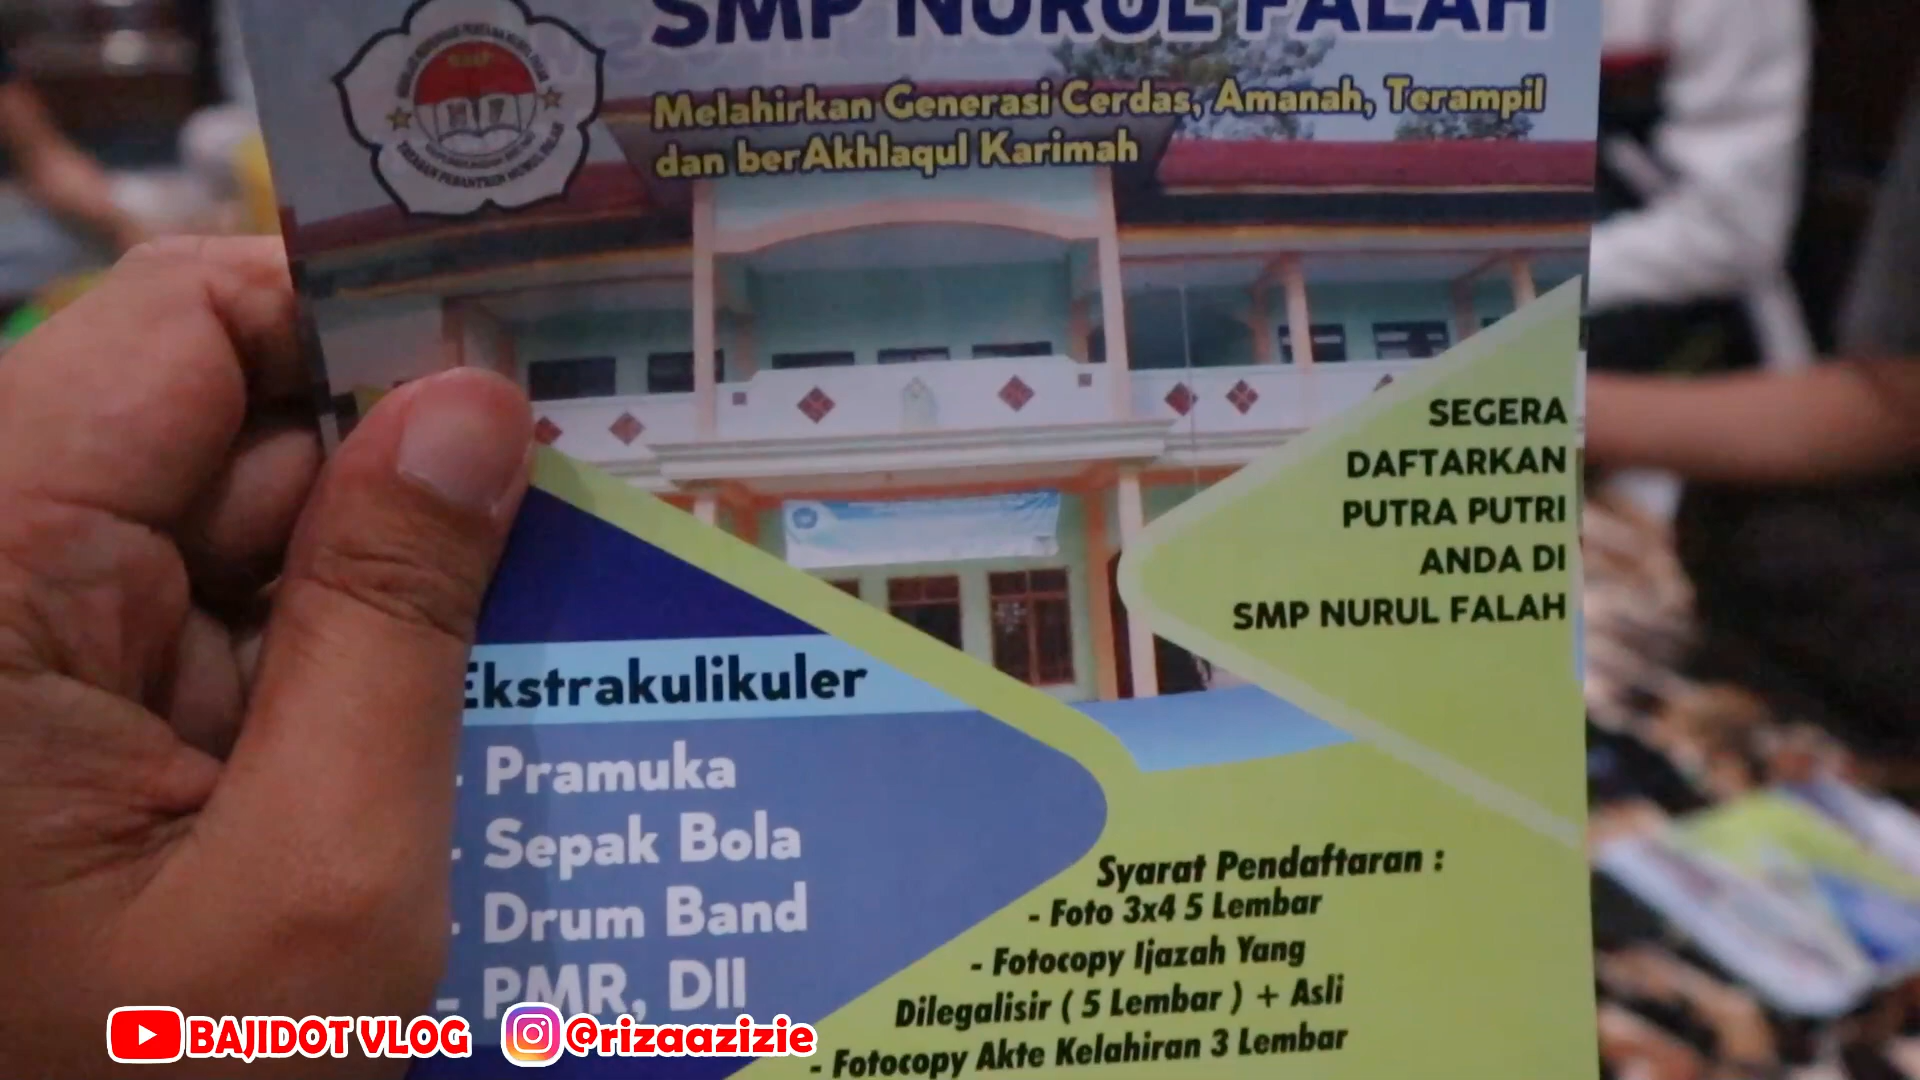 SMP NURUL FALAH
Melahirkan Generasi Cerdas, Amanah, Terampil
dan berAkhlaqul Karimah
SEGERA
DAFTARKAN
PUTRA PUTRI
ANDA DI
SMP NURUL FALAH
Ekstrakulikuler
- Pramuka
- Sepak Bola
- Drum Band
- PMR, Dll
Syarat Pendaftaran :
- Foto 3x4 5 Lembar
- Fotocopy Ijazah Yang
Dilegalisir ( 5 Lembar ) + Asli
- Fotocopy Akte Kelahiran 3 Lembar
BAJIDOT VLOG @rizaazizie